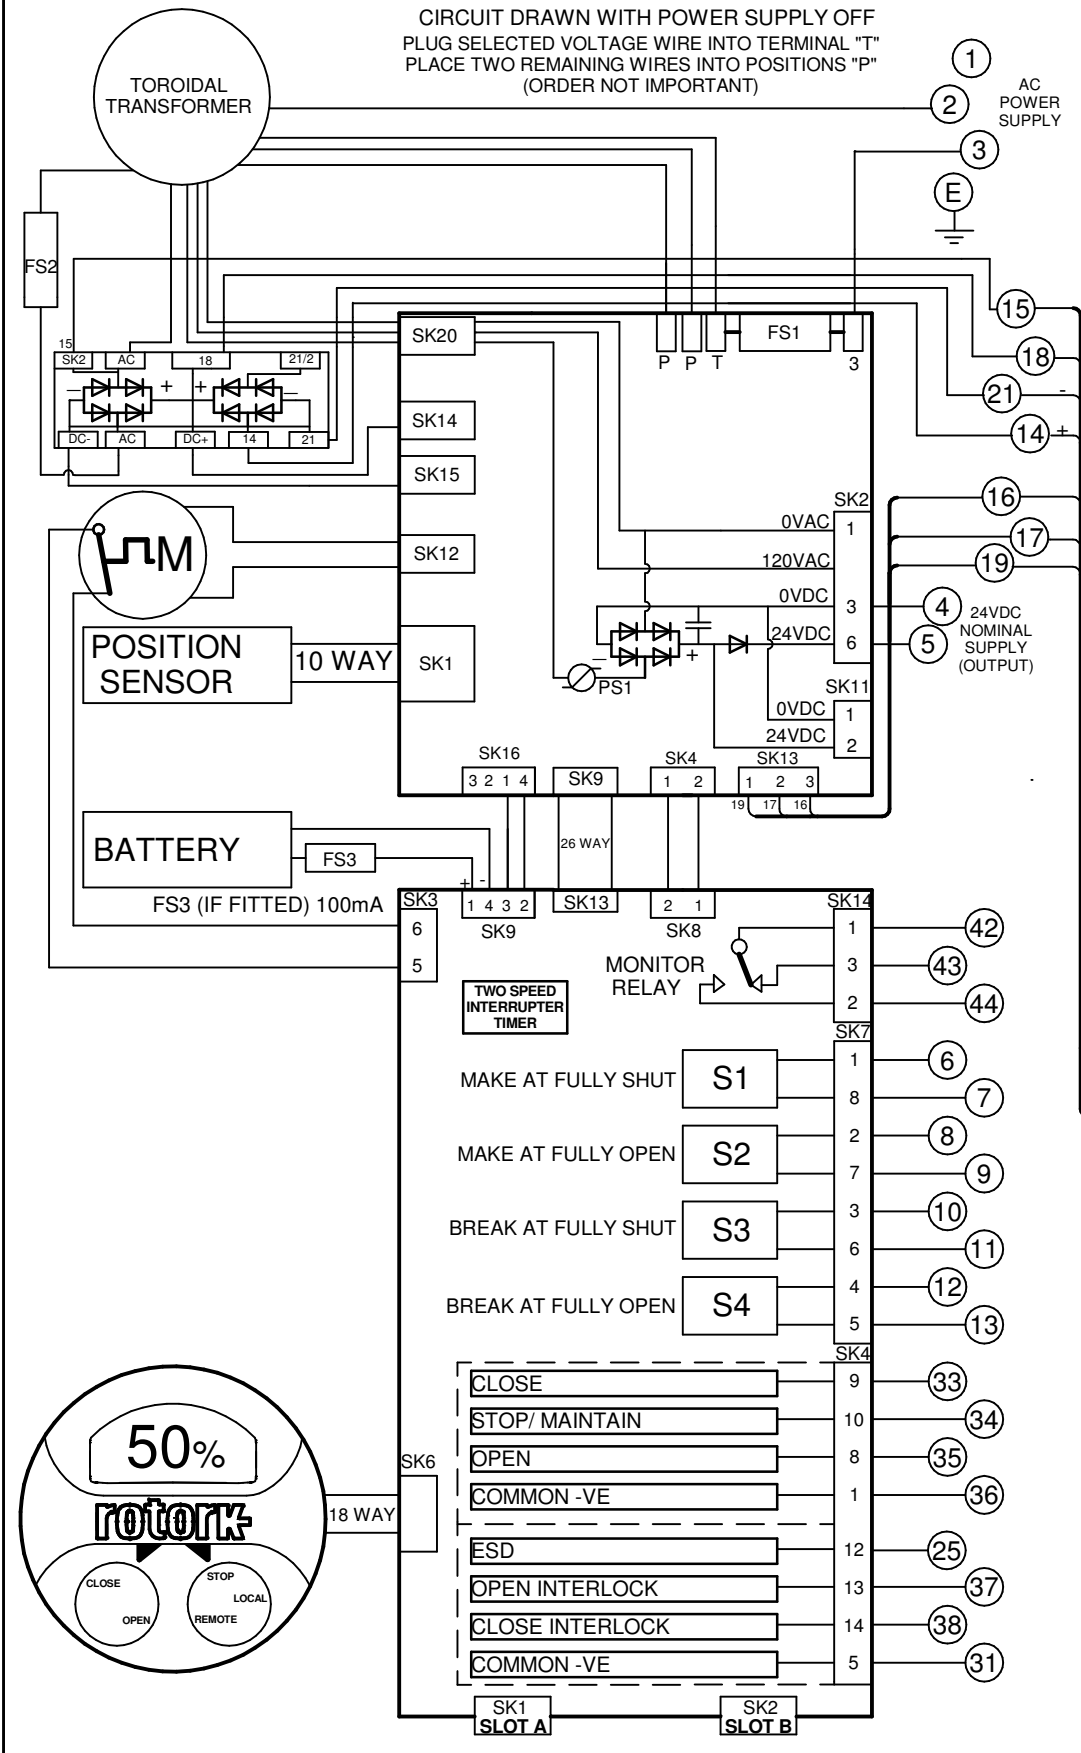 CIRCUIT DRAWN WITH POWER SUPPLY OFF
PLUG SELECTED VOLTAGE WIRE INTO TERMINAL "T"
PLACE TWO REMAINING WIRES INTO POSITIONS "P"
(ORDER NOT IMPORTANT)
TOROIDAL
TRANSFORMER
1
2
3
E
AC
POWER
SUPPLY
FS2
15
SK2
AC
18
21/2
—
+
+
—
DC-
AC
DC+
14
21
SK20
SK14
SK15
SK12
SK1
P
P
T
FS1
3
15
18
21
-
14
+
16
17
19
M
POSITION
SENSOR
10 WAY
SK2
0VAC
1
120VAC
0VDC
3
24VDC
6
4
5
24VDC
NOMINAL
SUPPLY
(OUTPUT)
—
+
PS1
SK11
0VDC
1
24VDC
2
SK16
3 2 1 4
SK9
SK4
1 2
SK13
1 2 3
19 17 16
BATTERY
FS3
26 WAY
+ -
FS3 (IF FITTED) 100mA
SK3
6
5
1 4 3 2
SK9
SK13
2 1
SK8
SK14
1
3
2
42
43
44
MONITOR
RELAY
TWO SPEED
INTERRUPTER
TIMER
SK7
MAKE AT FULLY SHUT
S1
1
6
8
7
MAKE AT FULLY OPEN
S2
2
8
7
9
BREAK AT FULLY SHUT
S3
3
10
6
11
BREAK AT FULLY OPEN
S4
4
12
5
13
SK4
CLOSE
9
33
STOP/ MAINTAIN
10
34
OPEN
8
35
COMMON -VE
1
36
ESD
12
25
OPEN INTERLOCK
13
37
CLOSE INTERLOCK
14
38
COMMON -VE
5
31
50%
rotork
CLOSE
OPEN
STOP
LOCAL
REMOTE
18 WAY
SK6
SK1
SLOT A
SK2
SLOT B